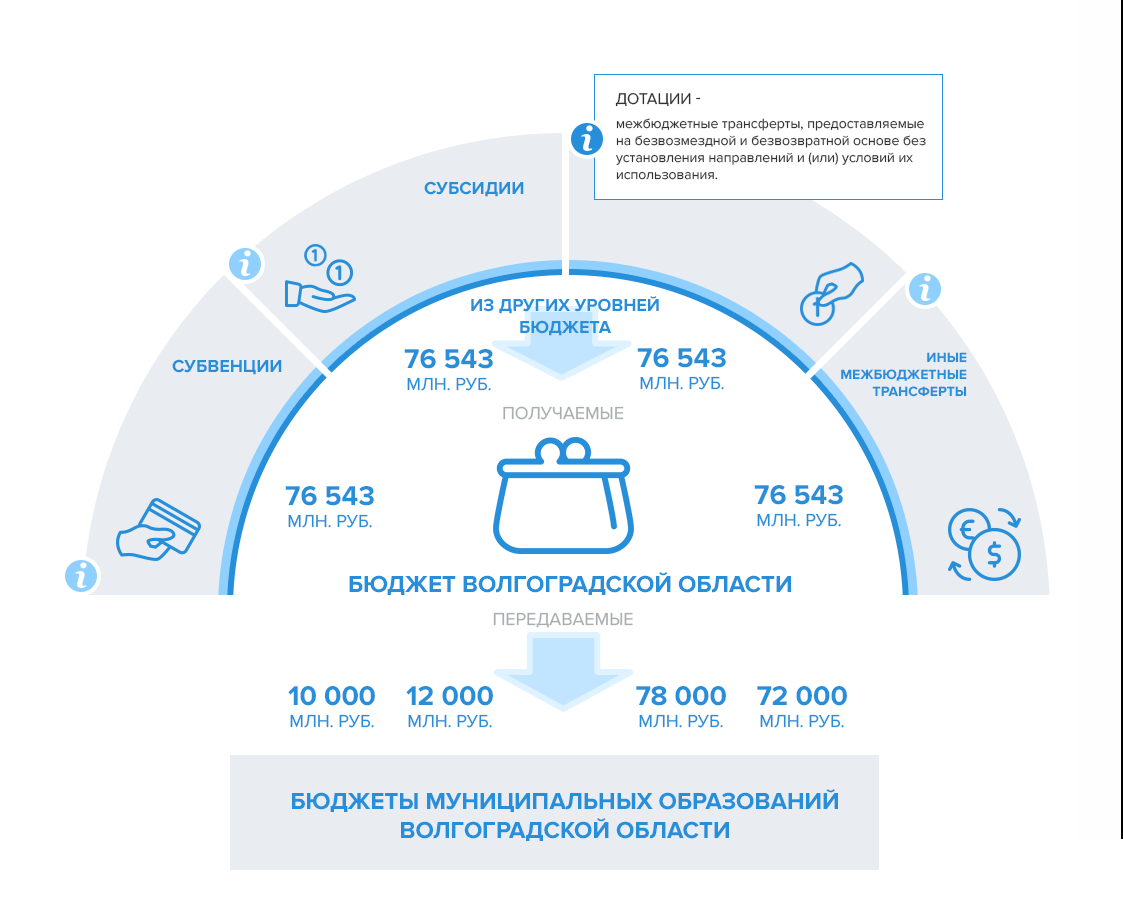 ДОТАЦИИ -
межбюджетные трансферты, предоставляемые
на безвозмездной и безвозвратной основе без
установления направлений и (или) условий их
использования.
i
СУБСИДИИ
i
1
1
i
ИЗ ДРУГИХ УРОВНЕЙ
БЮДЖЕТА
СУБВЕНЦИИ
76 543
МЛН. РУБ.
76 543
МЛН. РУБ.
ИНЫЕ
МЕЖБЮДЖЕТНЫЕ
ТРАНСФЕРТЫ
ПОЛУЧАЕМЫЕ
76 543
МЛН. РУБ.
76 543
МЛН. РУБ.
€
$
i
БЮДЖЕТ ВОЛГОГРАДСКОЙ ОБЛАСТИ
ПЕРЕДАВАЕМЫЕ
10 000
МЛН. РУБ.
12 000
МЛН. РУБ.
78 000
МЛН. РУБ.
72 000
МЛН. РУБ.
БЮДЖЕТЫ МУНИЦИПАЛЬНЫХ ОБРАЗОВАНИЙ
ВОЛГОГРАДСКОЙ ОБЛАСТИ